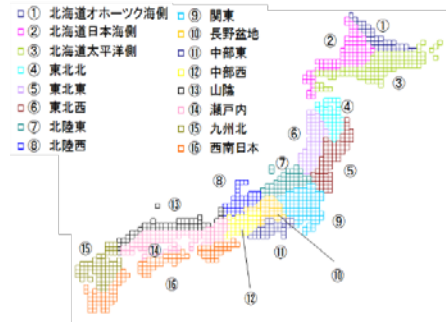 ① 北海道オホーツク海側
② 北海道日本海側
③ 北海道太平洋側
④ 東北北
⑤ 東北東
⑥ 東北西
⑦ 北陸東
⑧ 北陸西
⑨ 関東
⑩ 長野盆地
⑪ 中部東
⑫ 中部西
⑬ 山陰
⑭ 瀬戸内
⑮ 九州北
⑯ 西南日本
①
②
③
④
⑥
⑤
⑦
⑧
⑬
⑨
⑮
⑭
⑪
⑩
⑯
⑫